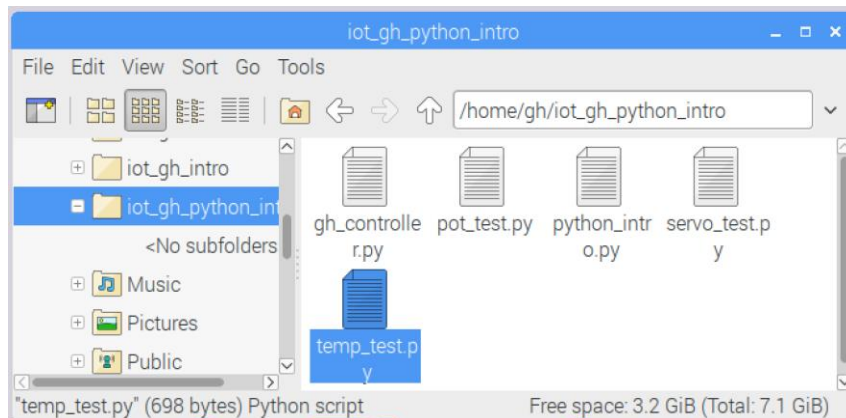 iot_gh_python_intro
File Edit View Sort Go Tools
/home/gh/iot_gh_python_intro
iot_gh_intro
iot_gh_python_int
<No subfolders
Music
Pictures
Public
gh_controlle
r.py
pot_test.py
python_intr
o.py
servo_test.p
y
temp_test.p
y
"temp_test.py" (698 bytes) Python script
Free space: 3.2 GiB (Total: 7.1 GiB)